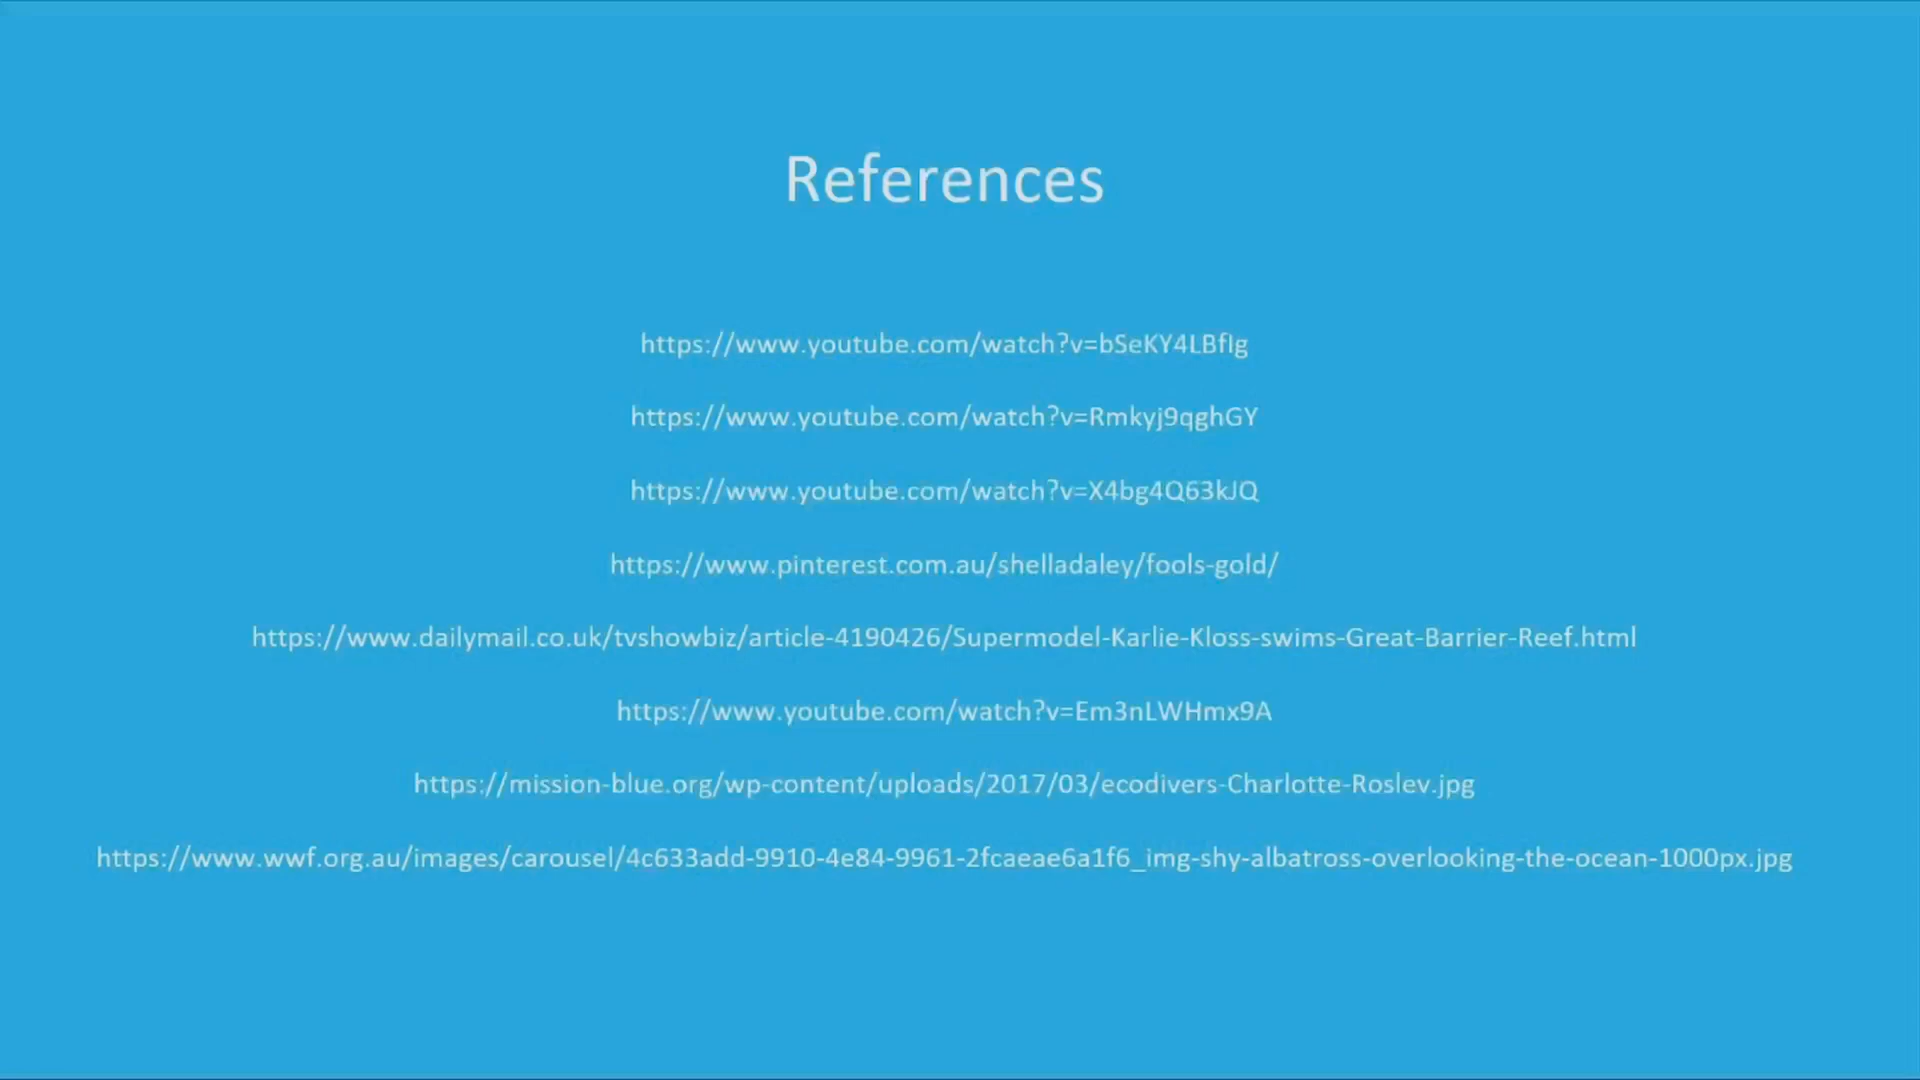 References
https://www.youtube.com/watch?v=bSeKY4LBflg
https://www.youtube.com/watch?v=Rmkyj9qghGY
https://www.youtube.com/watch?v=X4bg4Q63kJQ
https://www.pinterest.com.au/shelladaley/fools-gold/
https://www.dailymail.co.uk/tvshowbiz/article-4190426/Supermodel-Karlie-Kloss-swims-Great-Barrier-Reef.html
https://www.youtube.com/watch?v=Em3nLWHmx9A
https://mission-blue.org/wp-content/uploads/2017/03/ecodivers-Charlotte-Roslev.jpg
https://www.wwf.org.au/images/carousel/4c633add-9910-4e84-9961-2fcaeae6a1f6_img-shy-albatross-overlooking-the-ocean-1000px.jpg